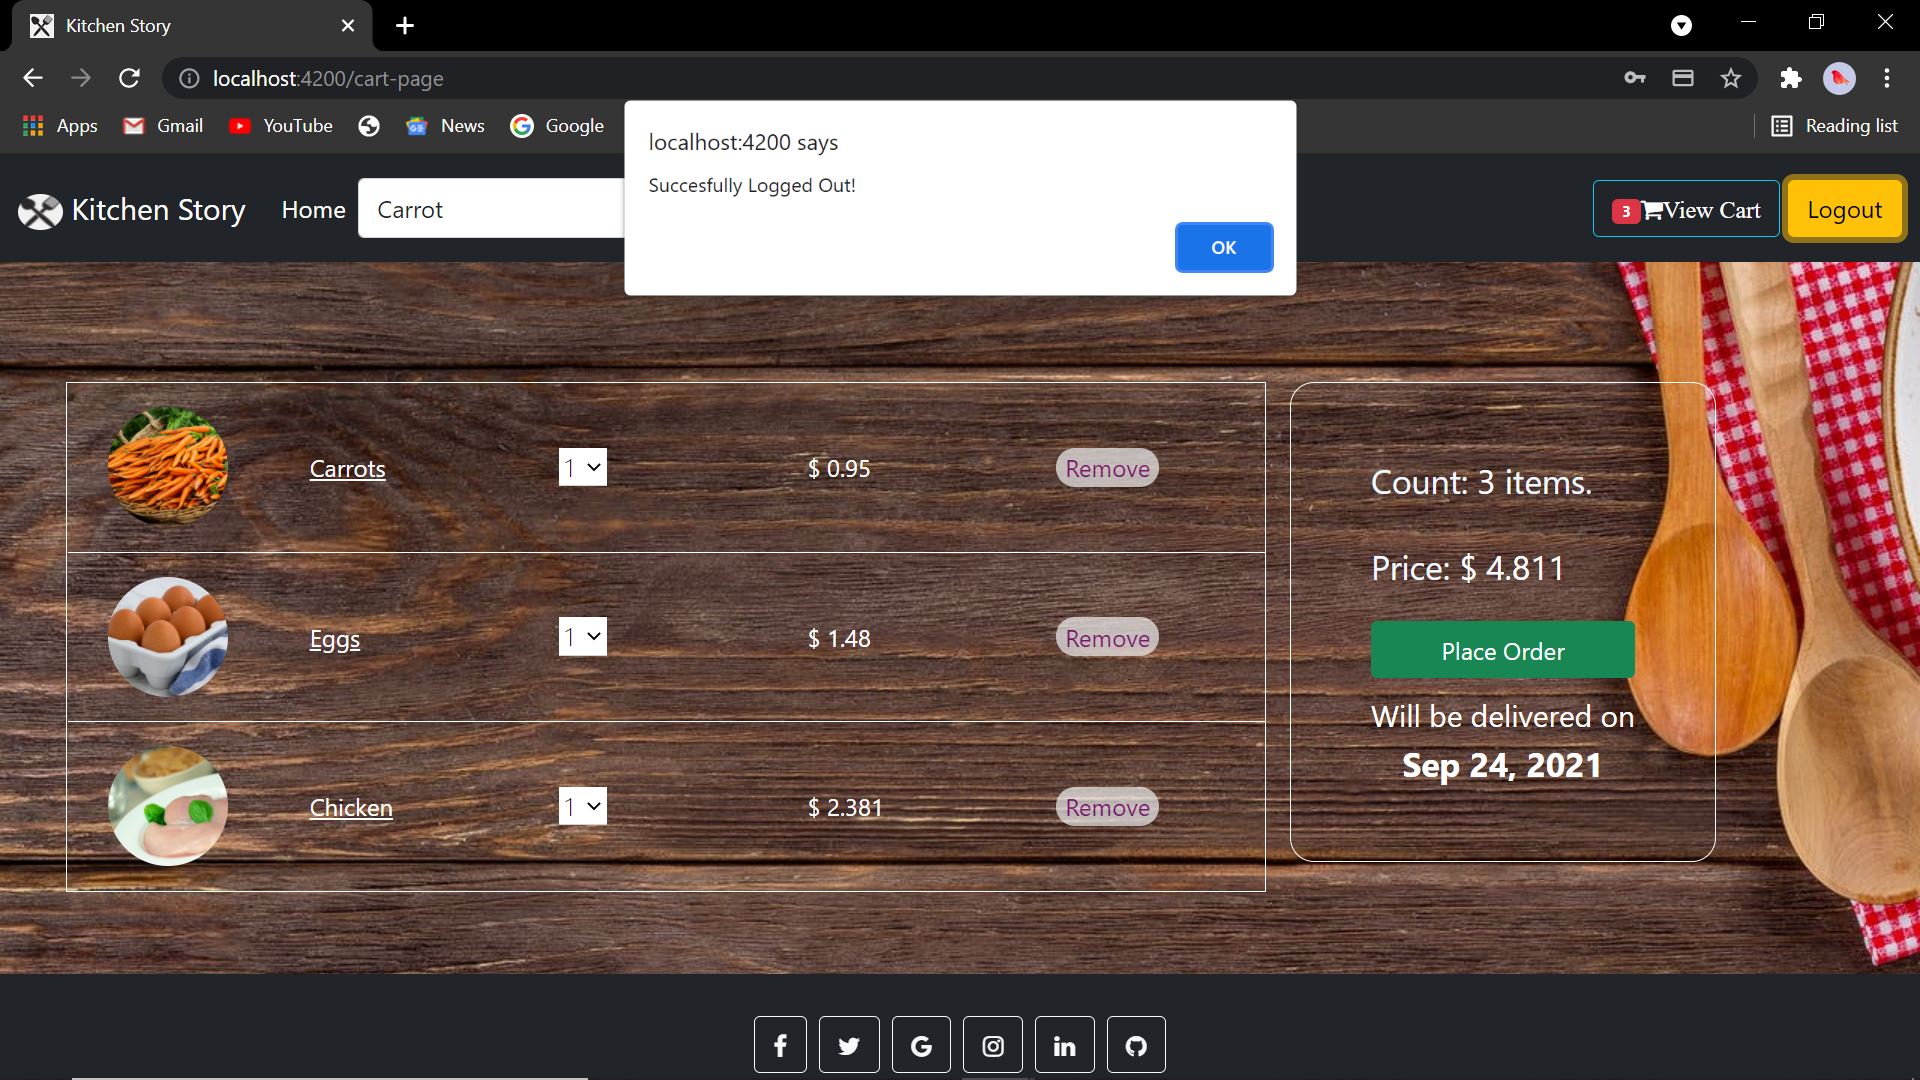 Kitchen Story
localhost:4200/cart-page
Apps Gmail YouTube News Google Reading list
localhost:4200 says
Succesfully Logged Out!
OK
Kitchen Story Home Carrot 3 View Cart Logout
Carrots 1 $ 0.95 Remove
Eggs 1 $ 1.48 Remove
Chicken 1 $ 2.381 Remove
Count: 3 items.
Price: $ 4.811
Place Order
Will be delivered on
Sep 24, 2021